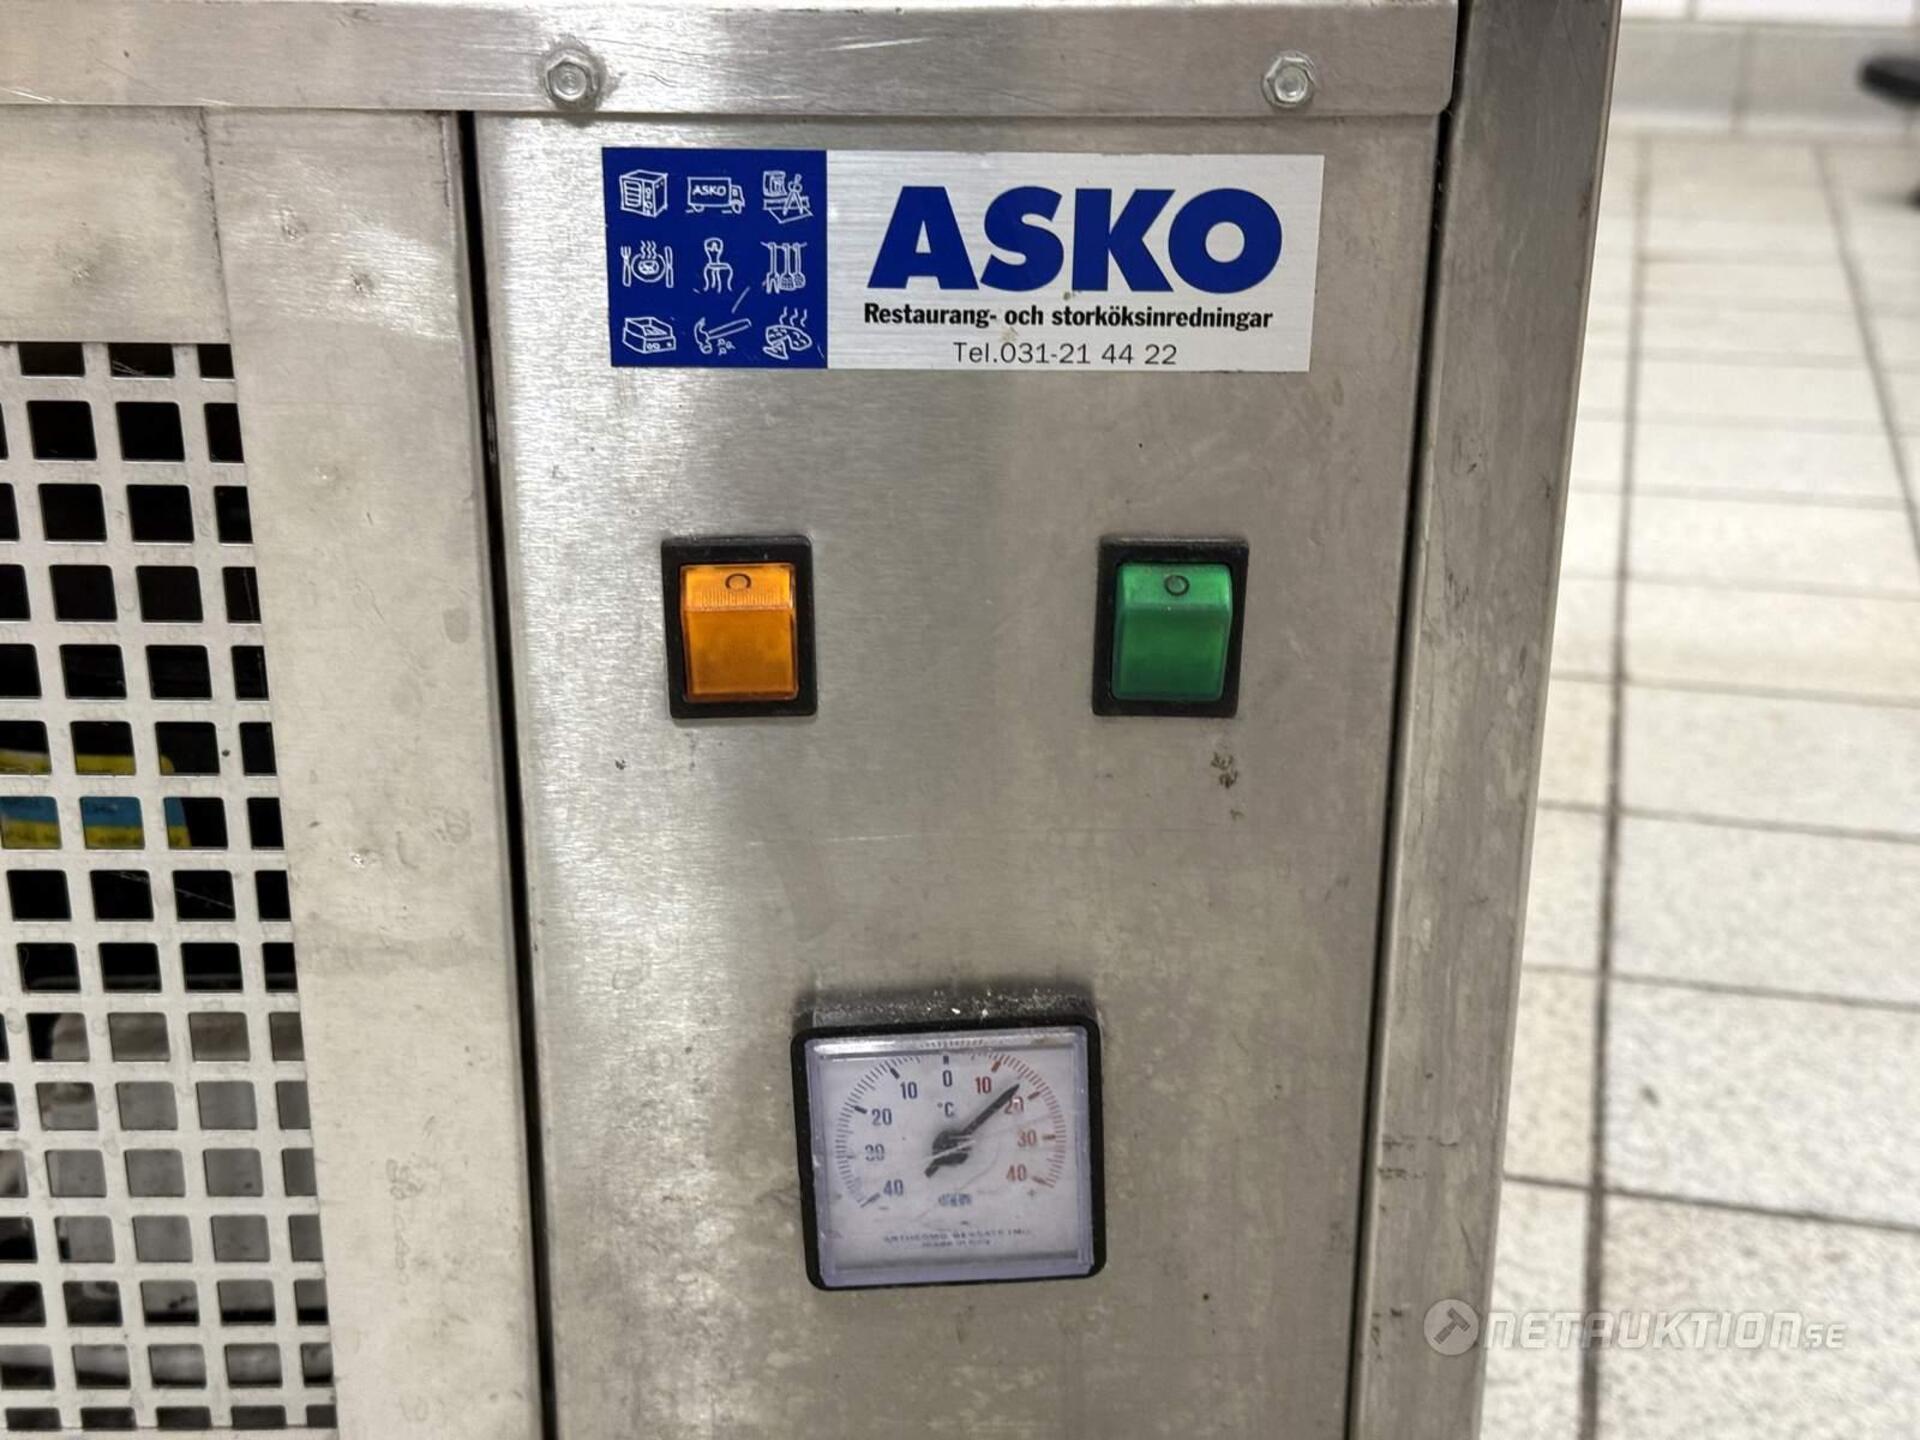 ASKO
ASKO
Restaurang- och storköksinredningar
Tel.031-21 44 22
0
10
10
20
20
°C
30
30
40
40
-
+
NETAUKTION.SE